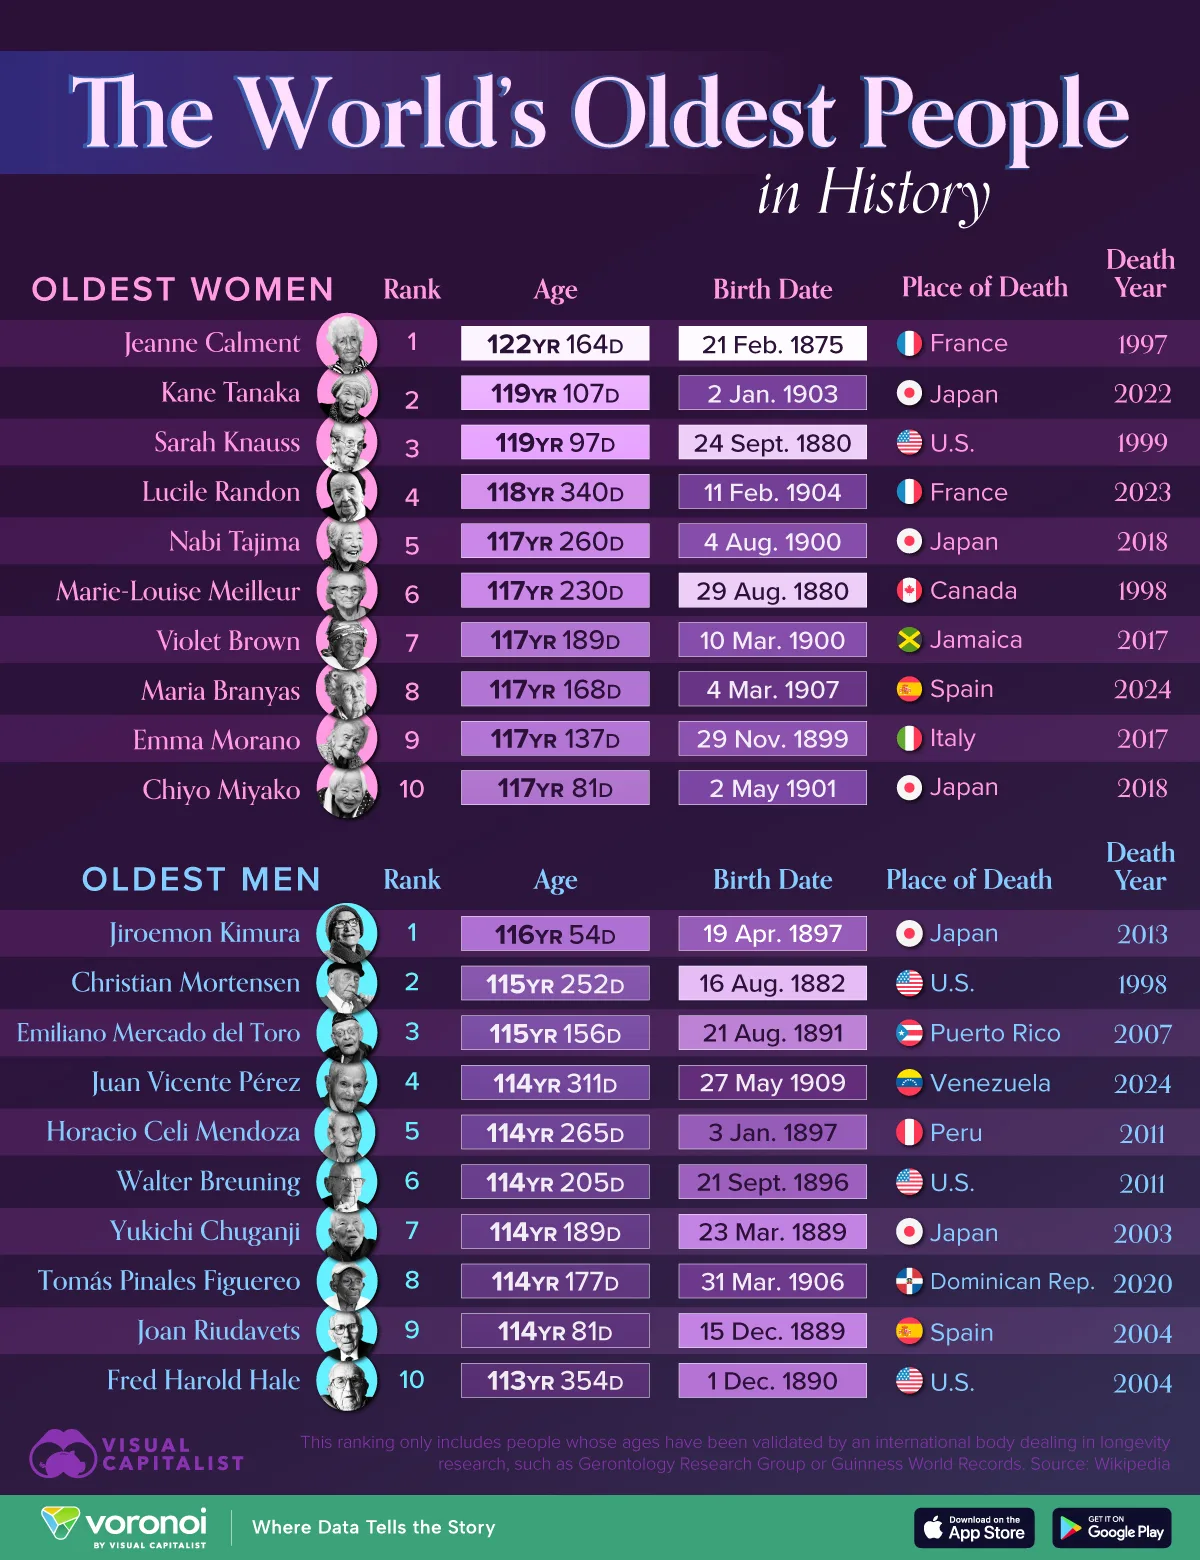 The World's Oldest People
in History
OLDEST WOMEN Rank Age Birth Date Place of Death Death Year
Jeanne Calment 1 122YR 164D 21 Feb. 1875 France 1997
Kane Tanaka 2 119YR 107D 2 Jan. 1903 Japan 2022
Sarah Knauss 3 119YR 97D 24 Sept. 1880 U.S. 1999
Lucile Randon 4 118YR 340D 11 Feb. 1904 France 2023
Nabi Tajima 5 117YR 260D 4 Aug. 1900 Japan 2018
Marie-Louise Meilleur 6 117YR 230D 29 Aug. 1880 Canada 1998
Violet Brown 7 117YR 189D 10 Mar. 1900 Jamaica 2017
Maria Branyas 8 117YR 168D 4 Mar. 1907 Spain 2024
Emma Morano 9 117YR 137D 29 Nov. 1899 Italy 2017
Chiyo Miyako 10 117YR 81D 2 May 1901 Japan 2018
OLDEST MEN Rank Age Birth Date Place of Death Death Year
Jiroemon Kimura 1 116YR 54D 19 Apr. 1897 Japan 2013
Christian Mortensen 2 115YR 252D 16 Aug. 1882 U.S. 1998
Emiliano Mercado del Toro 3 115YR 156D 21 Aug. 1891 Puerto Rico 2007
Juan Vicente Pérez 4 114YR 311D 27 May 1909 Venezuela 2024
Horacio Celi Mendoza 5 114YR 265D 3 Jan. 1897 Peru 2011
Walter Breuning 6 114YR 205D 21 Sept. 1896 U.S. 2011
Yukichi Chuganji 7 114YR 189D 23 Mar. 1889 Japan 2003
Tomás Pinales Figuereo 8 114YR 177D 31 Mar. 1906 Dominican Rep. 2020
Joan Riudavets 9 114YR 81D 15 Dec. 1889 Spain 2004
Fred Harold Hale 10 113YR 354D 1 Dec. 1890 U.S. 2004
VISUAL CAPITALIST
This ranking only includes people whose ages have been validated by an international body dealing in longevity
research, such as Gerontology Research Group or Guinness World Records. Source: Wikipedia
voronoi
BY VISUAL CAPITALIST
Where Data Tells the Story
Download on the App Store
GET IT ON Google Play